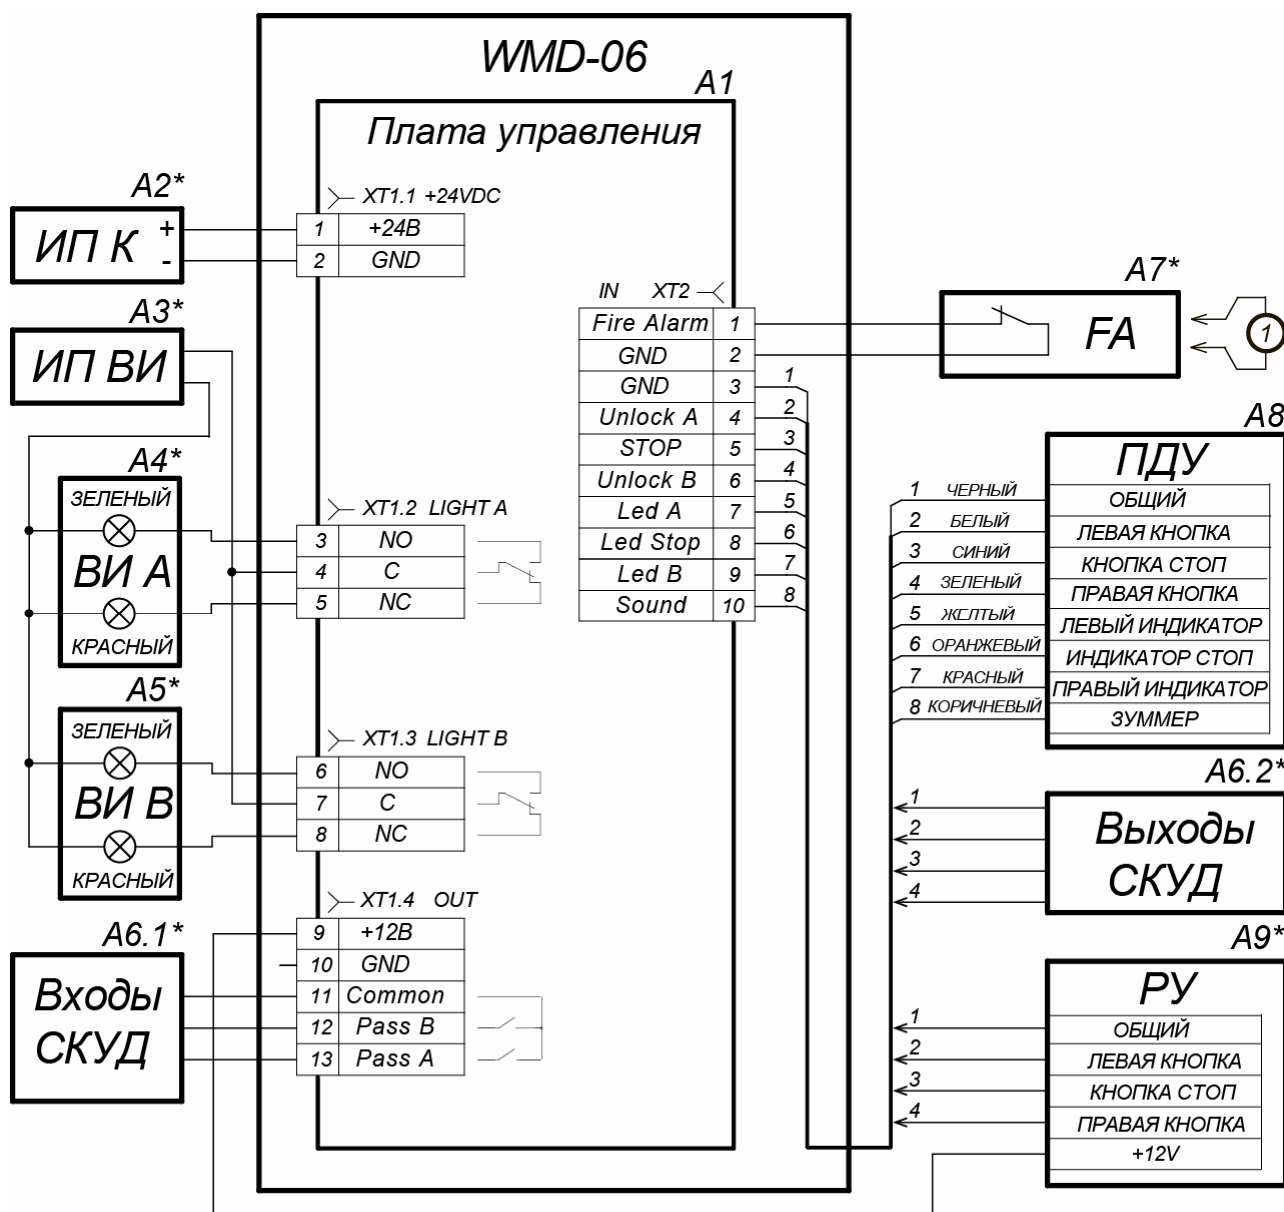 WMD-06
A1
Плата управления
A2*
ИП К
+
-
XT1.1 +24VDC
1 +24В
2 GND
A3*
ИП ВИ
A4*
ЗЕЛЕНЫЙ
ВИ А
КРАСНЫЙ
XT1.2 LIGHT A
3 NO
4 C
5 NC
A5*
ЗЕЛЕНЫЙ
ВИ В
КРАСНЫЙ
XT1.3 LIGHT B
6 NO
7 C
8 NC
A6.1*
Входы
СКУД
XT1.4 OUT
9 +12В
10 GND
11 Common
12 Pass B
13 Pass A
IN XT2
Fire Alarm 1
GND 2
GND 3 1
Unlock A 4 2
STOP 5 3
Unlock B 6 4
Led A 7 5
Led Stop 8 6
Led B 9 7
Sound 10 8
A7*
FA
1
A8
ПДУ
1 ЧЕРНЫЙ ОБЩИЙ
2 БЕЛЫЙ ЛЕВАЯ КНОПКА
3 СИНИЙ КНОПКА СТОП
4 ЗЕЛЕНЫЙ ПРАВАЯ КНОПКА
5 ЖЕЛТЫЙ ЛЕВЫЙ ИНДИКАТОР
6 ОРАНЖЕВЫЙ ИНДИКАТОР СТОП
7 КРАСНЫЙ ПРАВЫЙ ИНДИКАТОР
8 КОРИЧНЕВЫЙ ЗУММЕР
A6.2*
Выходы
СКУД
1
2
3
4
A9*
РУ
1 ОБЩИЙ
2 ЛЕВАЯ КНОПКА
3 КНОПКА СТОП
4 ПРАВАЯ КНОПКА
+12V